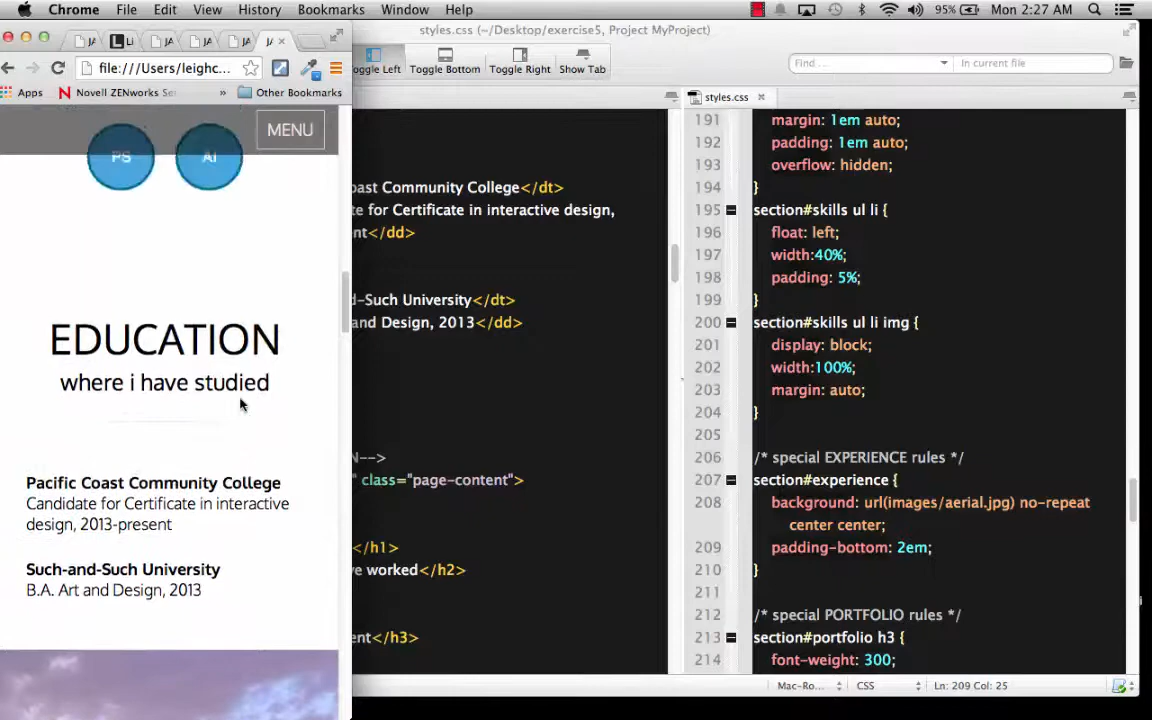 Chrome File Edit View History Bookmarks Window Help 95% Mon 2:27 AM
styles.css (~/Desktop/exercise5, Project MyProject)
file:///Users/leighc...
Toggle Bottom Toggle Right Show Tab
Find ... In current file
Apps Novell ZENworks » Other Bookmarks
styles.css
MENU
PS AI
EDUCATION
where i have studied
Pacific Coast Community College
Candidate for Certificate in interactive
design, 2013-present
Such-and-Such University
B.A. Art and Design, 2013
oast Community College</dt>
te for Certificate in interactive design,
nt</dd>
d-Such University</dt>
and Design, 2013</dd>
N-->
" class="page-content">
</h1>
ve worked</h2>
ent</h3>
191 margin: 1em auto;
192 padding: 1em auto;
193 overflow: hidden;
194 }
195 section#skills ul li {
196 float: left;
197 width:40%;
198 padding: 5%;
199 }
200 section#skills ul li img {
201 display: block;
202 width:100%;
203 margin: auto;
204 }
205
206 /* special EXPERIENCE rules */
207 section#experience {
208 background: url(images/aerial.jpg) no-repeat
center center;
209 padding-bottom: 2em;
210 }
211
212 /* special PORTFOLIO rules */
213 section#portfolio h3 {
214 font-weight: 300;
Mac-Ro... CSS Ln: 209 Col: 25